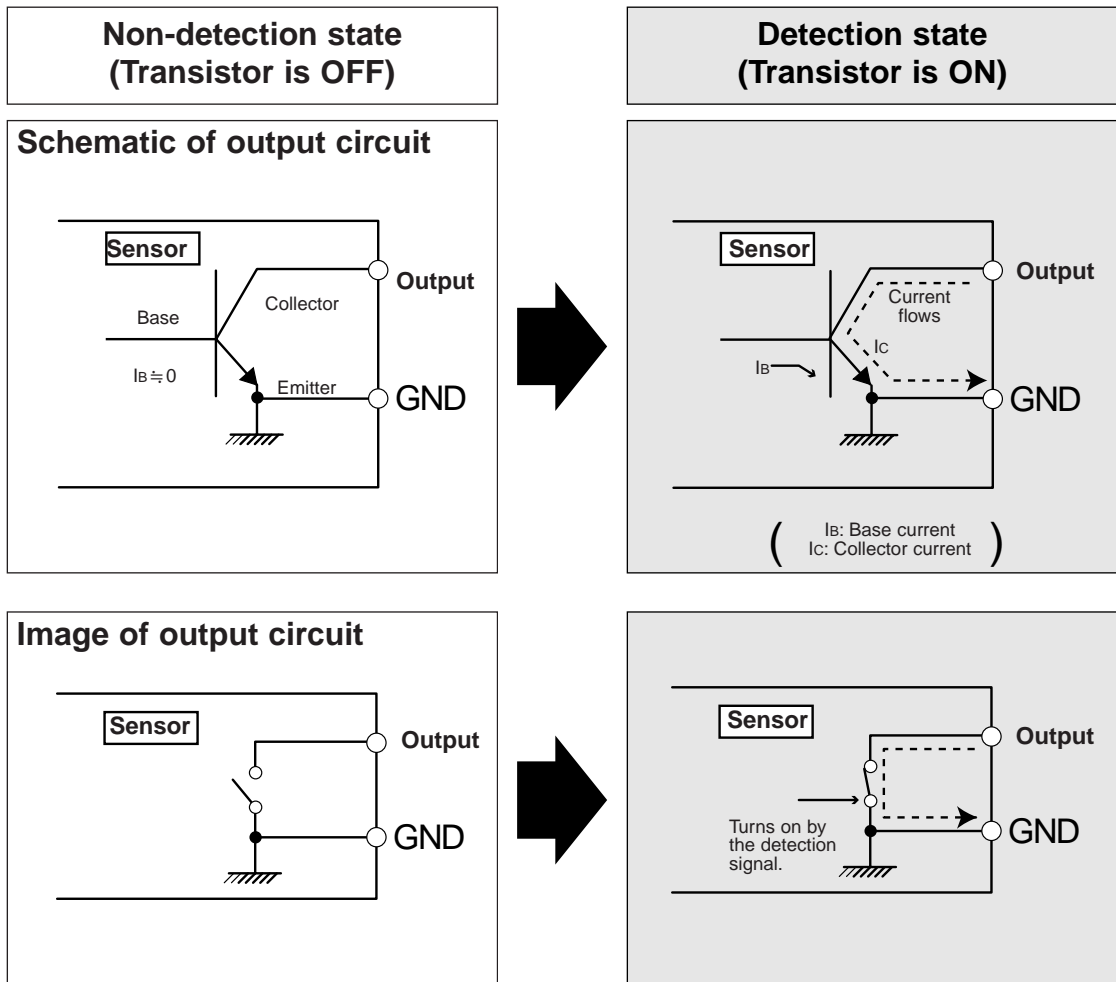 Non-detection state
(Transistor is OFF)
Detection state
(Transistor is ON)
Schematic of output circuit
Sensor
Output
Collector
Base
IB≒0
Emitter
GND
Sensor
Output
Current
flows
IC
IB
GND
( IB: Base current
IC: Collector current )
Image of output circuit
Sensor
Output
GND
Sensor
Output
GND
Turns on by
the detection
signal.